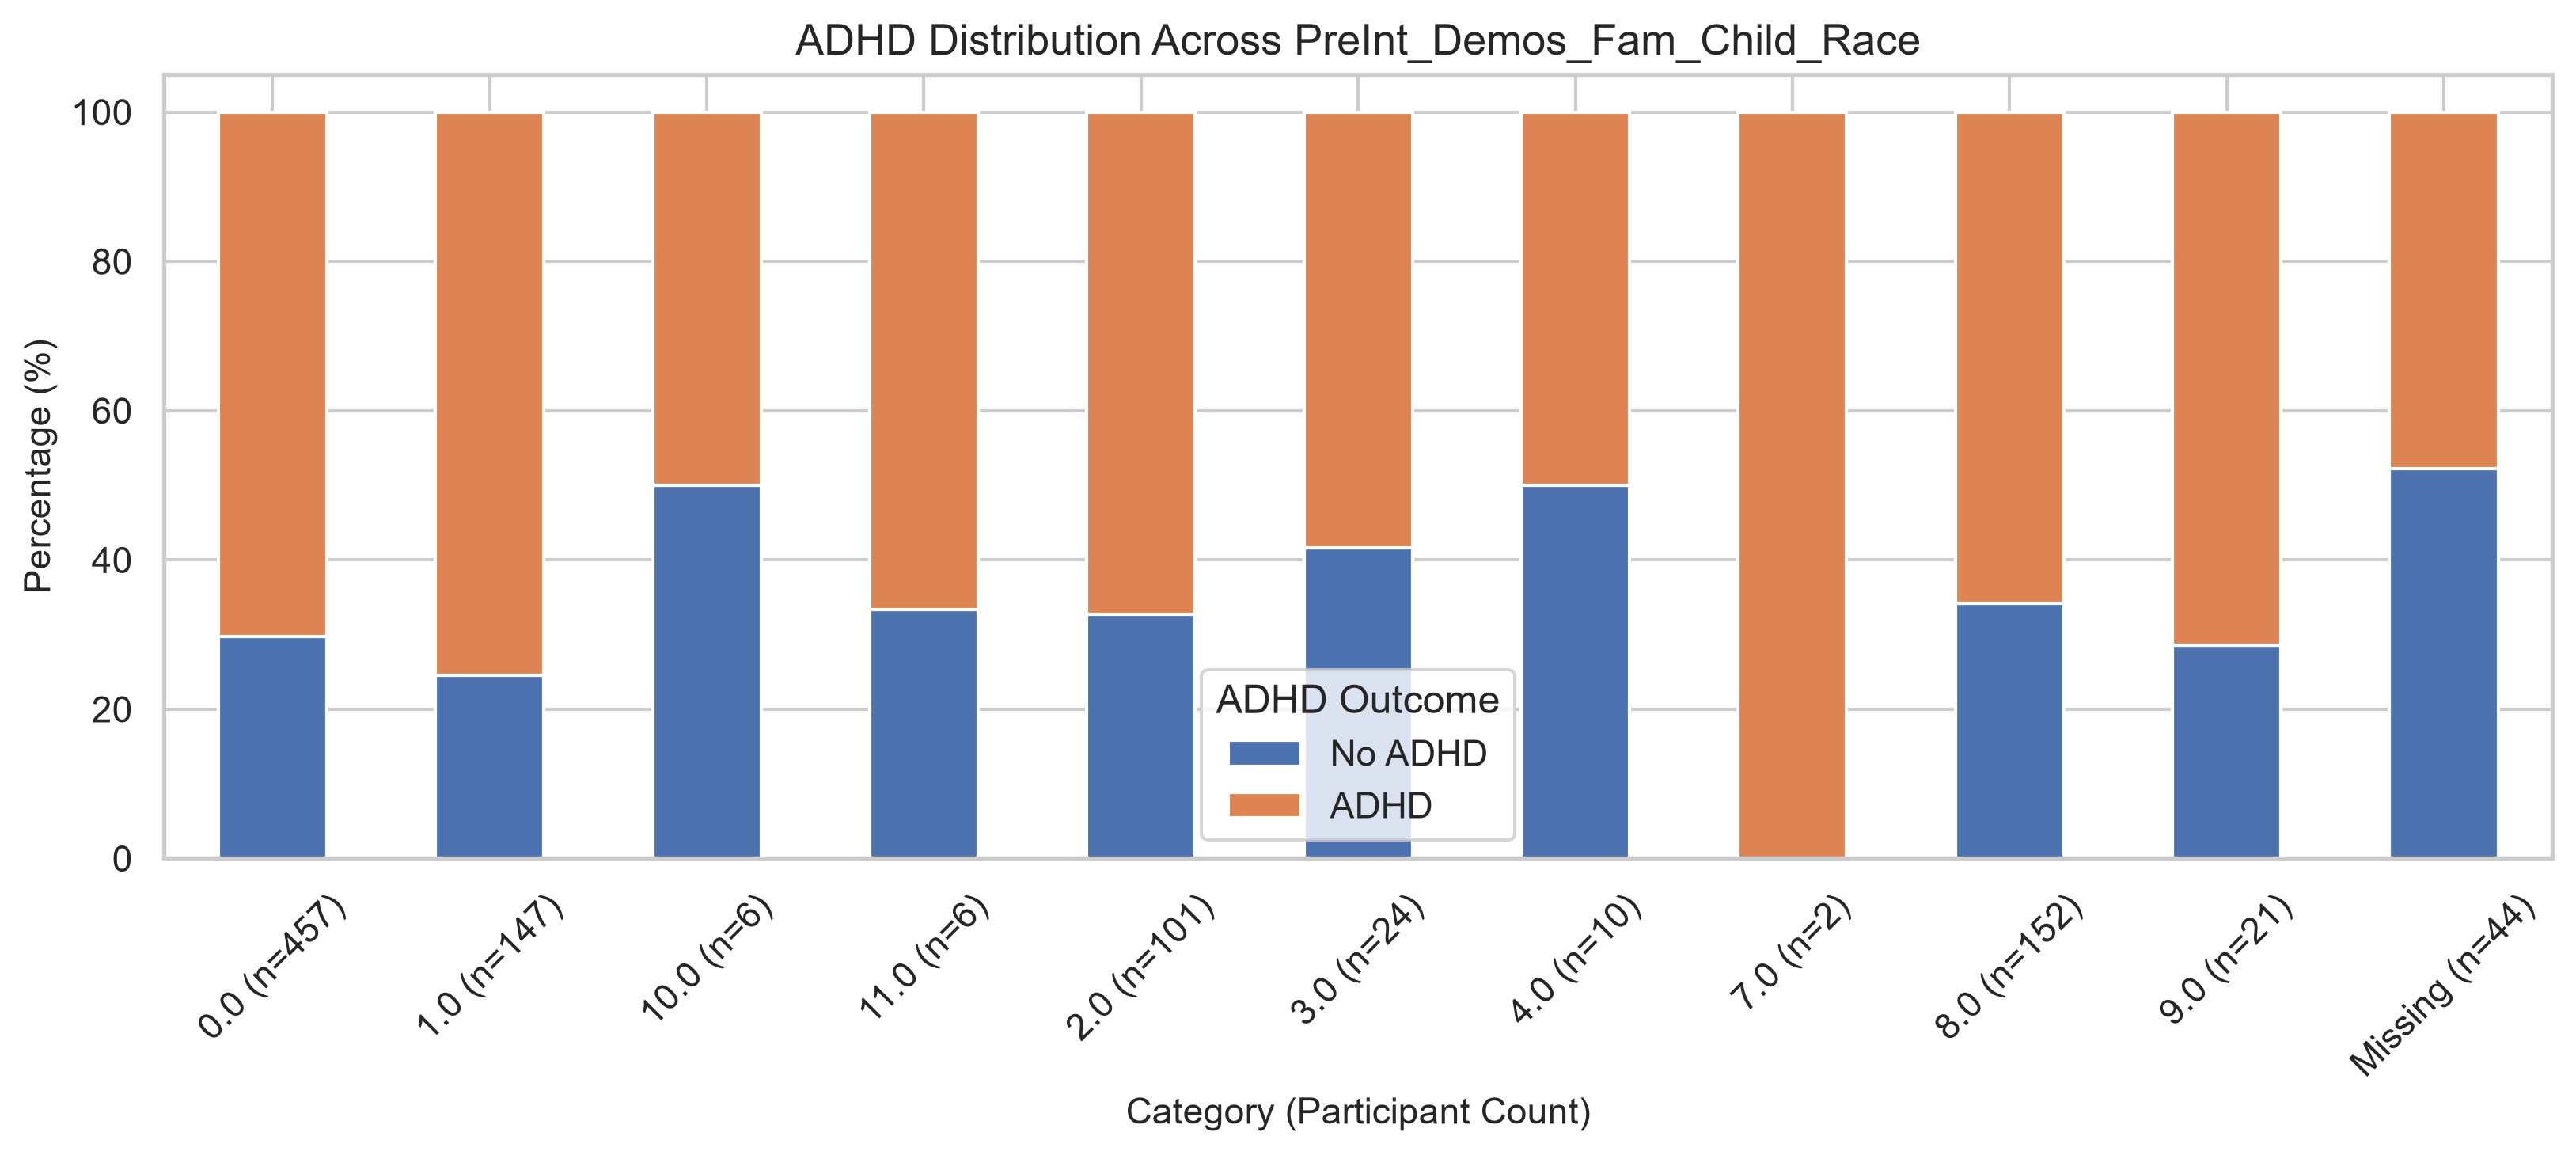 ADHD Distribution Across PreInt_Demos_Fam_Child_Race
Percentage (%)
100
80
60
40
20
0
ADHD Outcome
No ADHD
ADHD
0.0 (n=457)
1.0 (n=147)
10.0 (n=6)
11.0 (n=6)
2.0 (n=101)
3.0 (n=24)
4.0 (n=10)
7.0 (n=2)
8.0 (n=152)
9.0 (n=21)
Missing (n=44)
Category (Participant Count)